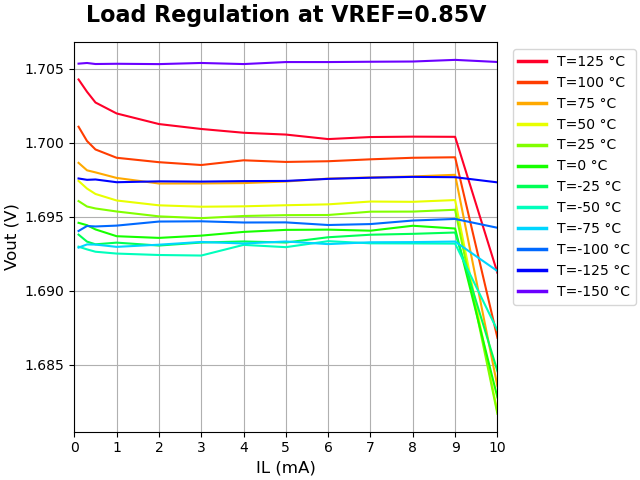 Load Regulation at VREF=0.85V
Vout (V)
1.705
1.700
1.695
1.690
1.685
0 1 2 3 4 5 6 7 8 9 10
IL (mA)
T=125 °C
T=100 °C
T=75 °C
T=50 °C
T=25 °C
T=0 °C
T=-25 °C
T=-50 °C
T=-75 °C
T=-100 °C
T=-125 °C
T=-150 °C